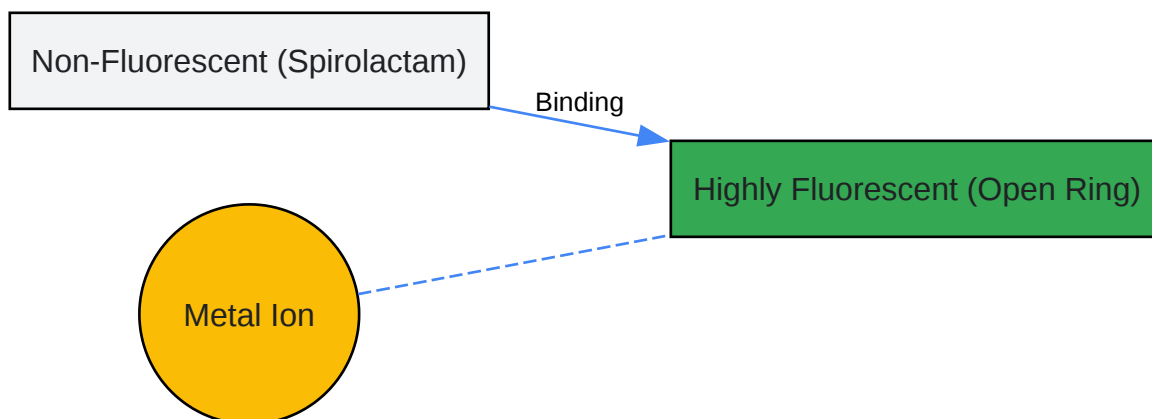 Non-Fluorescent (Spirolactam)
Binding
Highly Fluorescent (Open Ring)
Metal Ion